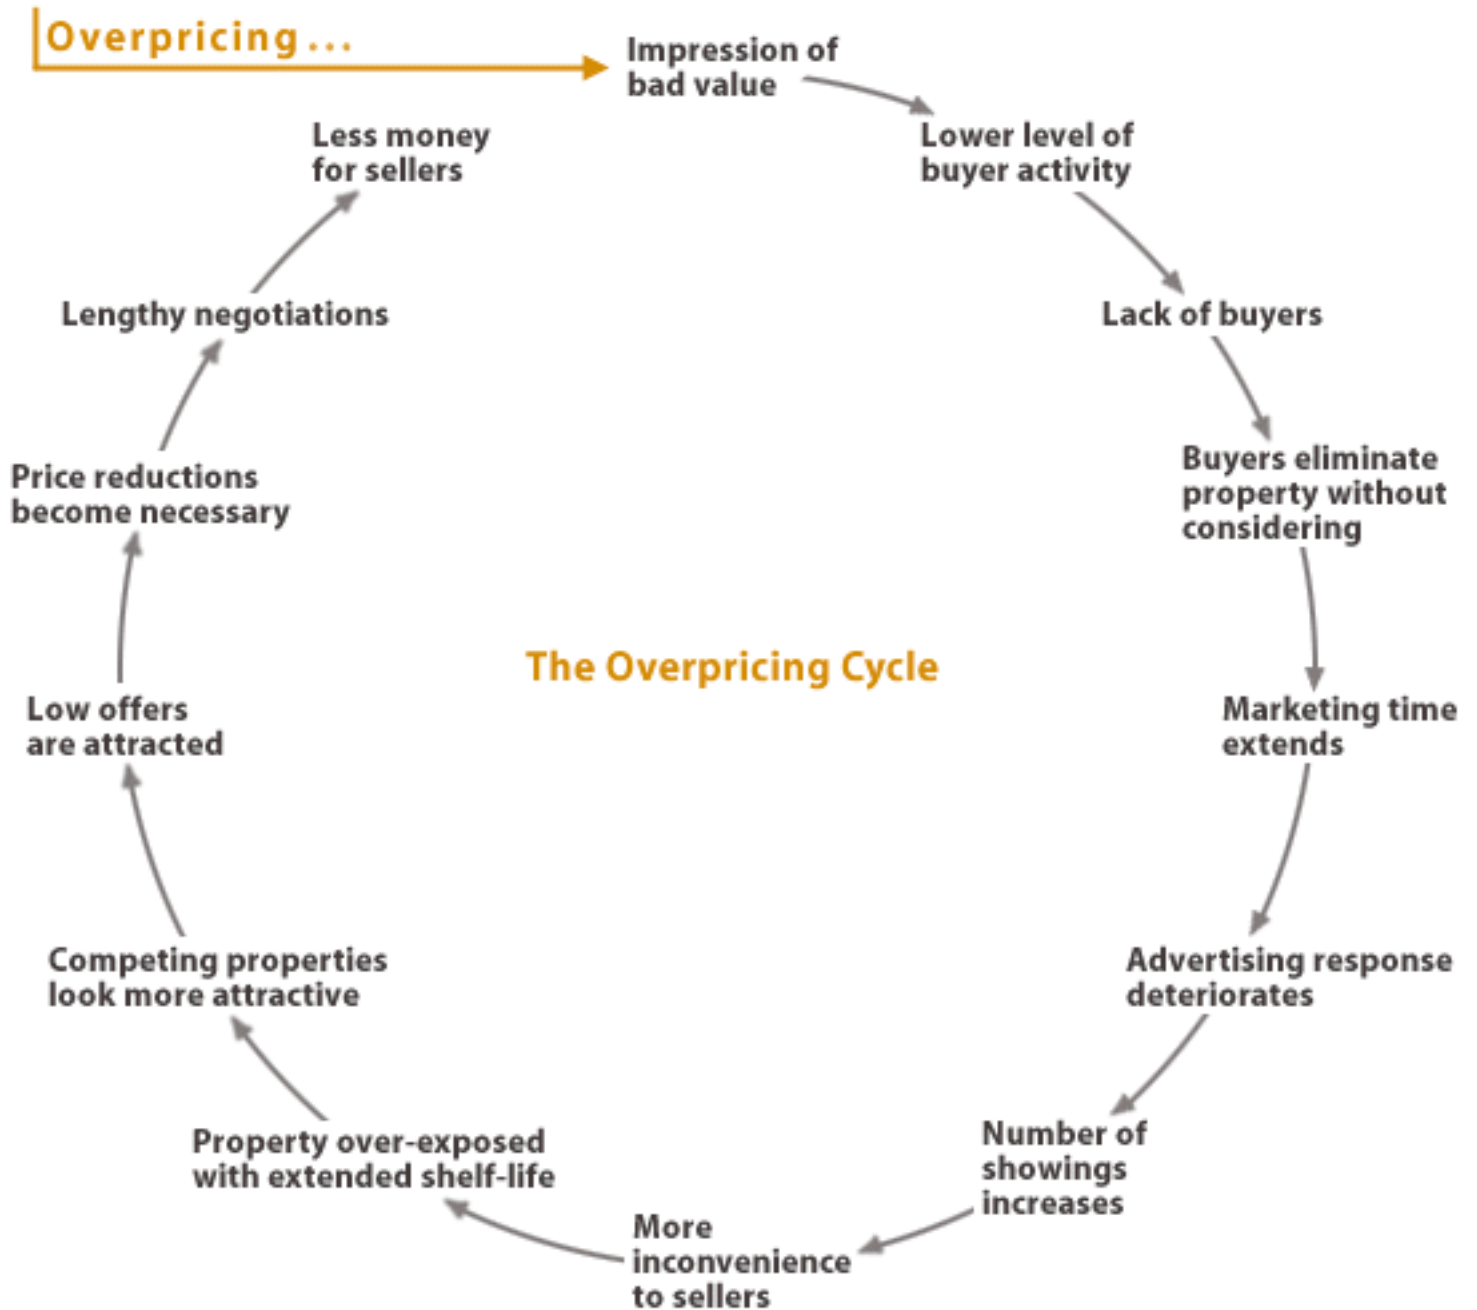 Overpricing...
Impression of
bad value
Lower level of
buyer activity
Lack of buyers
Buyers eliminate
property without
considering
Marketing time
extends
Advertising response
deteriorates
Number of
showings
increases
More
inconvenience
to sellers
Property over-exposed
with extended shelf-life
Competing properties
look more attractive
Low offers
are attracted
Price reductions
become necessary
Lengthy negotiations
Less money
for sellers
The Overpricing Cycle